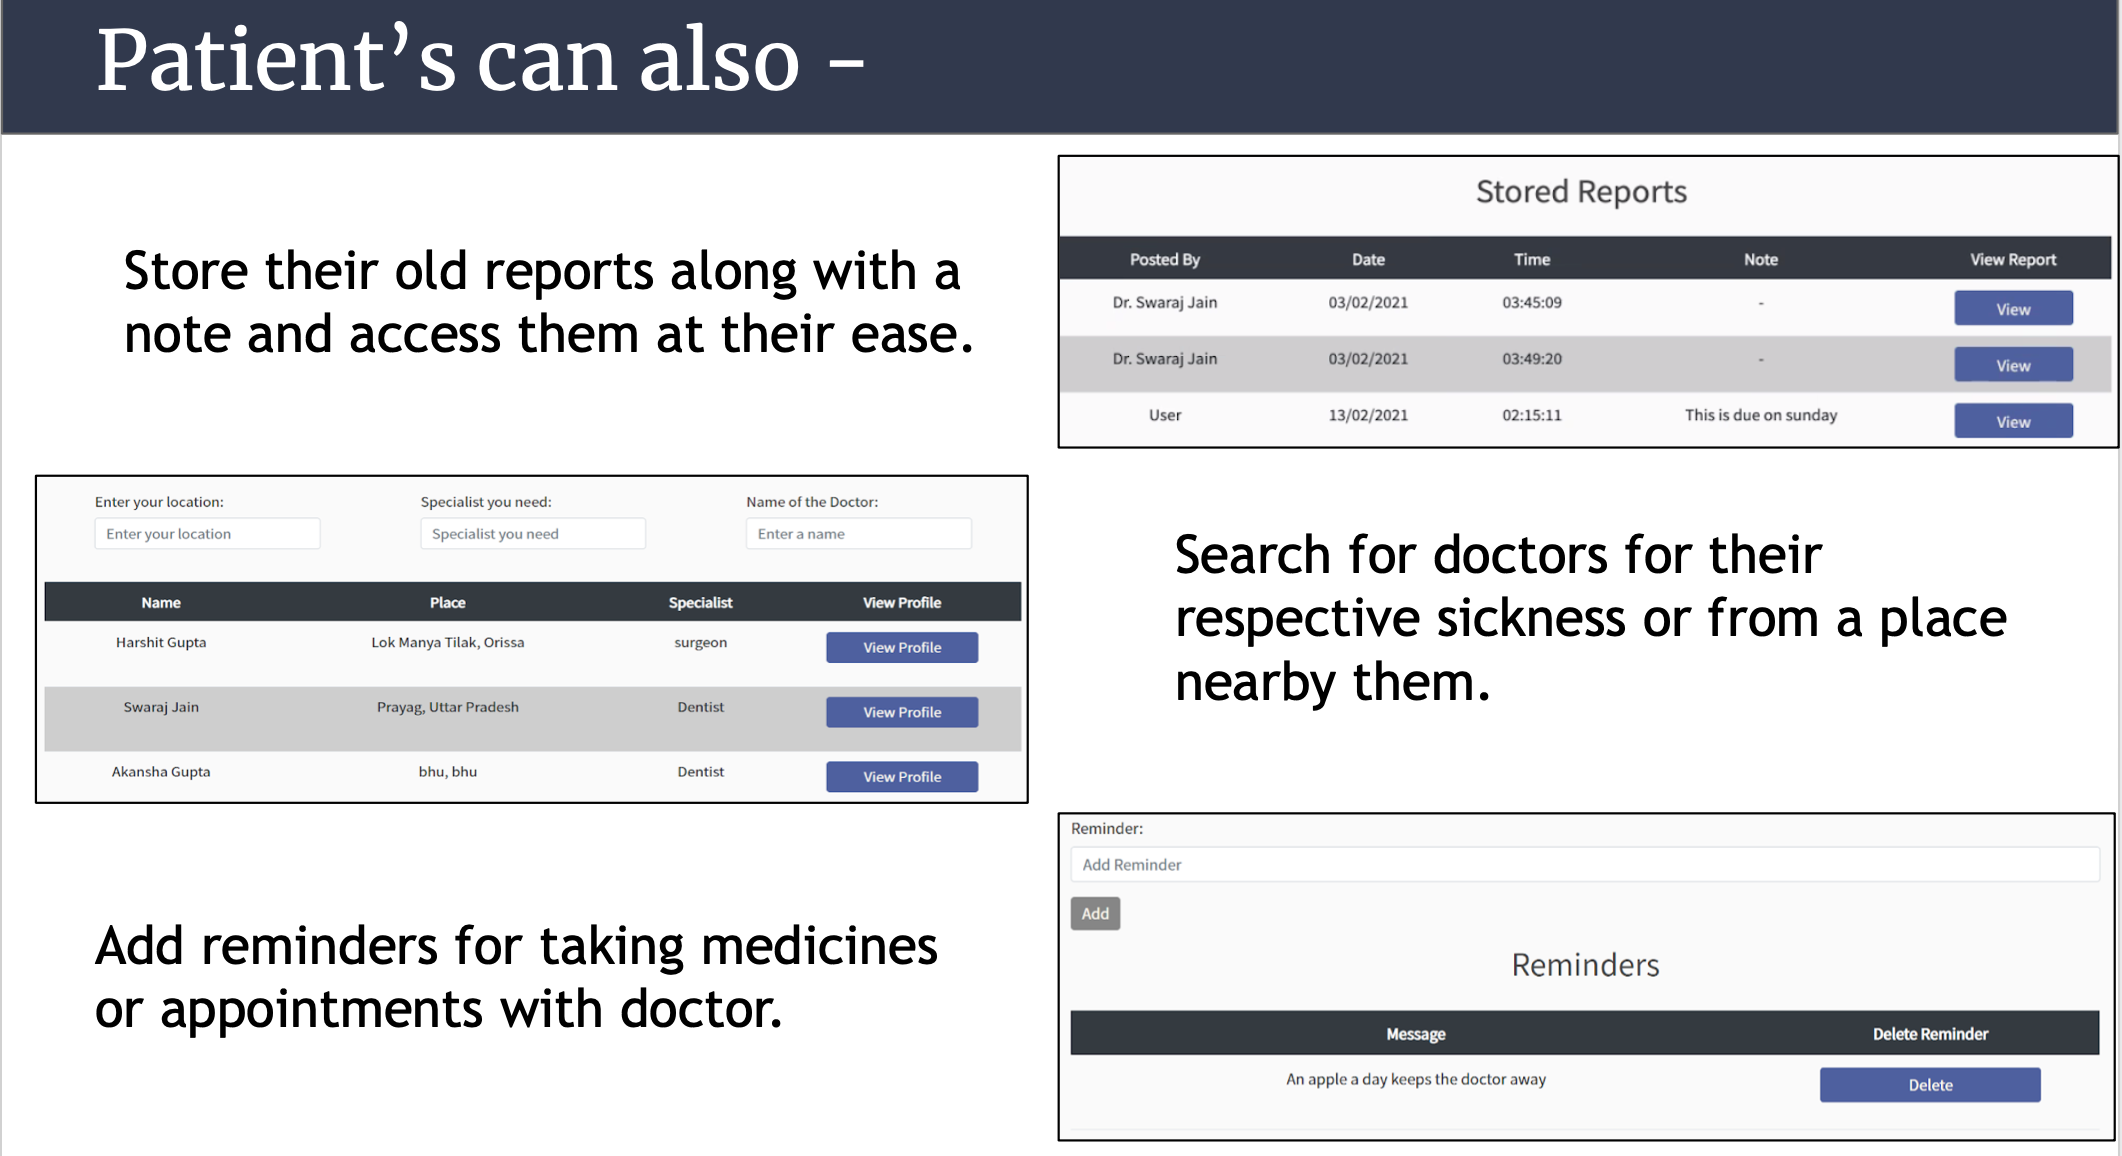 Patient’s can also -
Store their old reports along with a
note and access them at their ease.
Stored Reports
Posted By Date Time Note View Report
Dr. Swaraj Jain 03/02/2021 03:45:09 - View
Dr. Swaraj Jain 03/02/2021 03:49:20 - View
User 13/02/2021 02:15:11 This is due on sunday View
Enter your location: Specialist you need: Name of the Doctor:
Enter your location Specialist you need Enter a name
Name Place Specialist View Profile
Harshit Gupta Lok Manya Tilak, Orissa surgeon View Profile
Swaraj Jain Prayag, Uttar Pradesh Dentist View Profile
Akansha Gupta bhu, bhu Dentist View Profile
Search for doctors for their
respective sickness or from a place
nearby them.
Add reminders for taking medicines
or appointments with doctor.
Reminder:
Add Reminder
Add
Reminders
Message Delete Reminder
An apple a day keeps the doctor away Delete